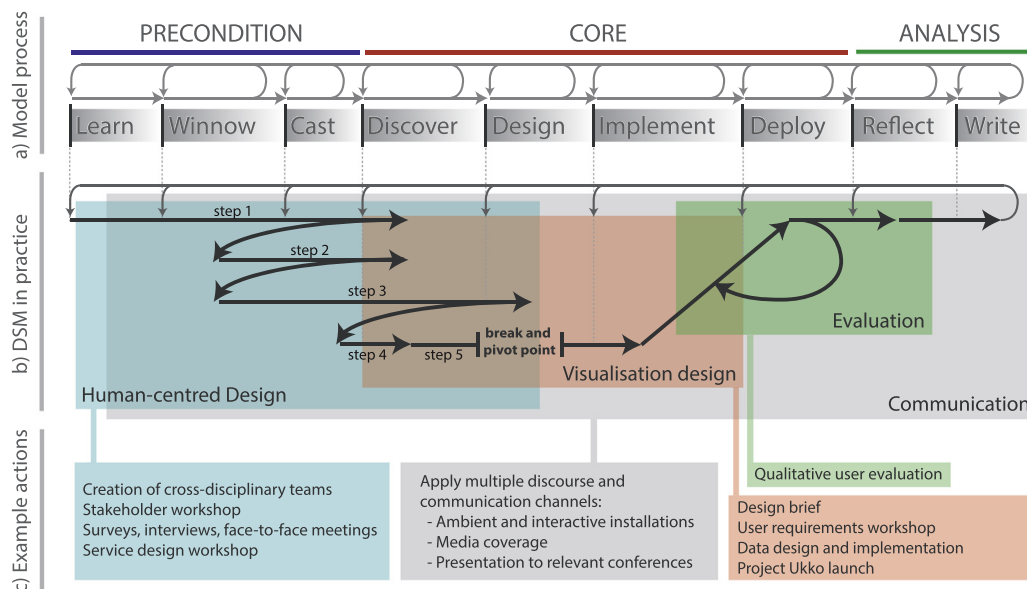 PRECONDITION
CORE
ANALYSIS
a) Model process
Learn
Winnow
Cast
Discover
Design
Implement
Deploy
Reflect
Write
b) DSM in practice
step 1
step 2
step 3
step 4
step 5
break and
pivot point
Evaluation
Visualisation design
Human-centred Design
Communication
c) Example actions
Creation of cross-disciplinary teams
Stakeholder workshop
Surveys, interviews, face-to-face meetings
Service design workshop
Apply multiple discourse and
communication channels:
- Ambient and interactive installations
- Media coverage
- Presentation to relevant conferences
Qualitative user evaluation
Design brief
User requirements workshop
Data design and implementation
Project Ukko launch